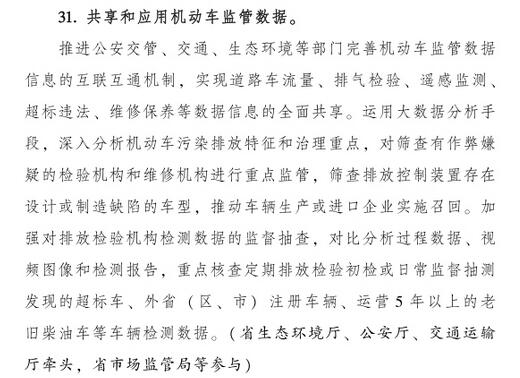 31. 共享和应用机动车监管数据。
推进公安交管、交通、生态环境等部门完善机动车监管数据
信息的互联互通机制，实现道路车流量、排气检验、遥感监测、
超标违法、维修保养等数据信息的全面共享。运用大数据分析手
段，深入分析机动车污染排放特征和治理重点，对筛查有作弊嫌
疑的检验机构和维修机构进行重点监管，筛查排放控制装置存在
设计或制造缺陷的车型，推动车辆生产或进口企业实施召回。加
强对排放检验机构检测数据的监督抽查，对比分析过程数据、视
频图像和检测报告，重点核查定期排放检验初检或日常监督抽测
发现的超标车、外省（区、市）注册车辆、运营 5 年以上的老
旧柴油车等车辆检测数据。（省生态环境厅、公安厅、交通运输
厅牵头，省市场监管局等参与）